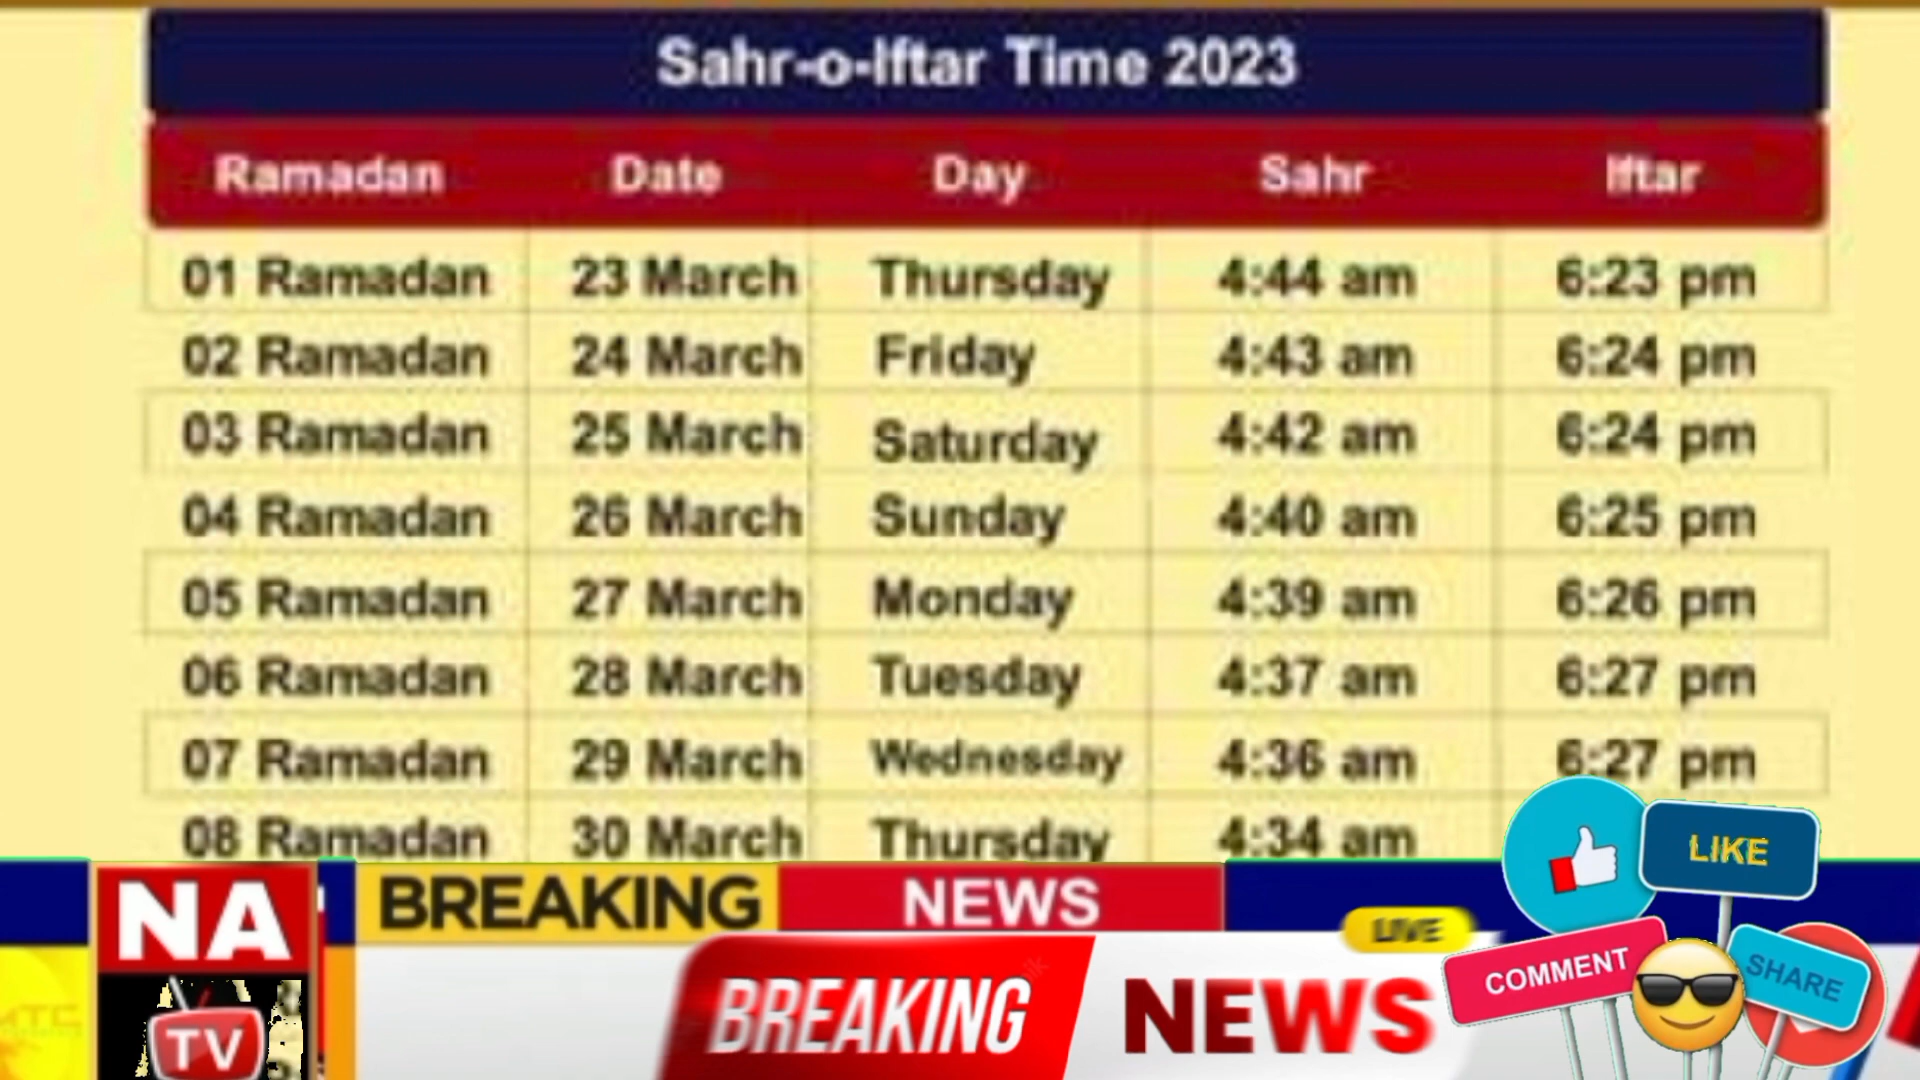 Sahr-o-Iftar Time 2023
Ramadan Date Day Sahr Iftar
01 Ramadan 23 March Thursday 4:44 am 6:23 pm
02 Ramadan 24 March Friday 4:43 am 6:24 pm
03 Ramadan 25 March Saturday 4:42 am 6:24 pm
04 Ramadan 26 March Sunday 4:40 am 6:25 pm
05 Ramadan 27 March Monday 4:39 am 6:26 pm
06 Ramadan 28 March Tuesday 4:37 am 6:27 pm
07 Ramadan 29 March Wednesday 4:36 am 6:27 pm
08 Ramadan 30 March Thursday 4:34 am
LIKE
NA
BREAKING NEWS
LIVE
COMMENT
SHARE
BREAKING NEWS
TV